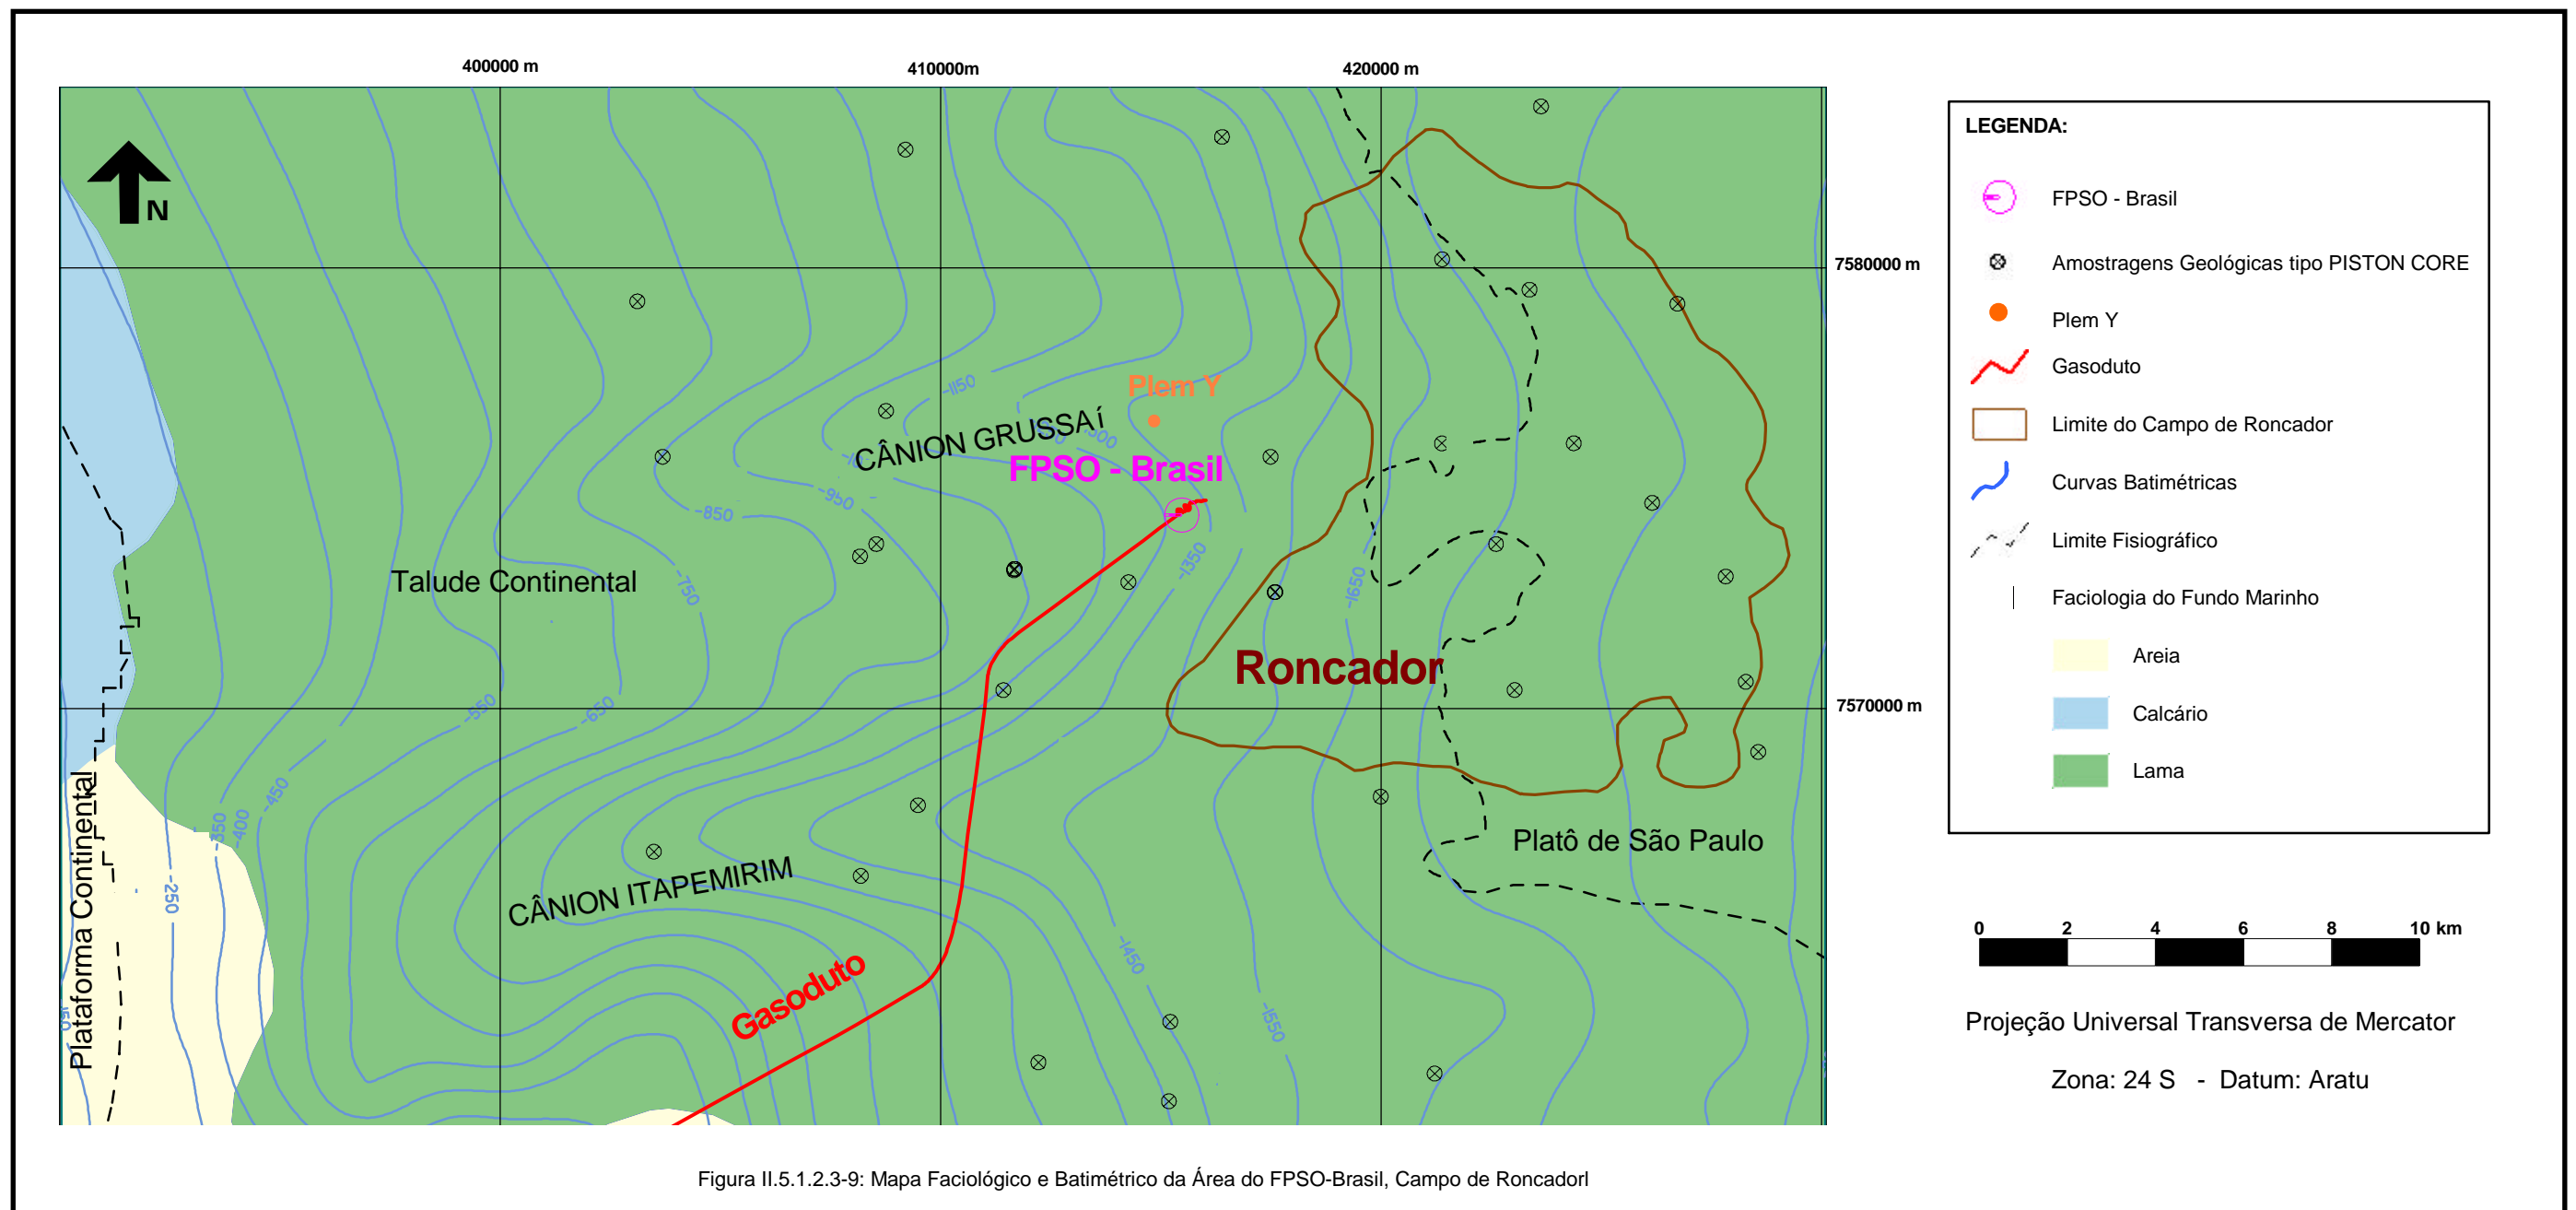 400000 m
410000m
420000 m
N
7580000 m
7570000 m
-1150
Plem Y
CÂNION GRUSSAí
FPSO - Brasil
-950
-850
-1350
-750
-1650
Talude Continental
Roncador
-550
-650
-450
-350
-400
-250
Plataforma Continental
CÂNION ITAPEMIRIM
Gasoduto
-1450
-1550
Platô de São Paulo
LEGENDA:
FPSO - Brasil
Amostragens Geológicas tipo PISTON CORE
Plem Y
Gasoduto
Limite do Campo de Roncador
Curvas Batimétricas
Limite Fisiográfico
Faciologia do Fundo Marinho
Areia
Calcário
Lama
0 2 4 6 8 10 km
Projeção Universal Transversa de Mercator
Zona: 24 S - Datum: Aratu
Figura II.5.1.2.3-9: Mapa Faciológico e Batimétrico da Área do FPSO-Brasil, Campo de Roncadorl